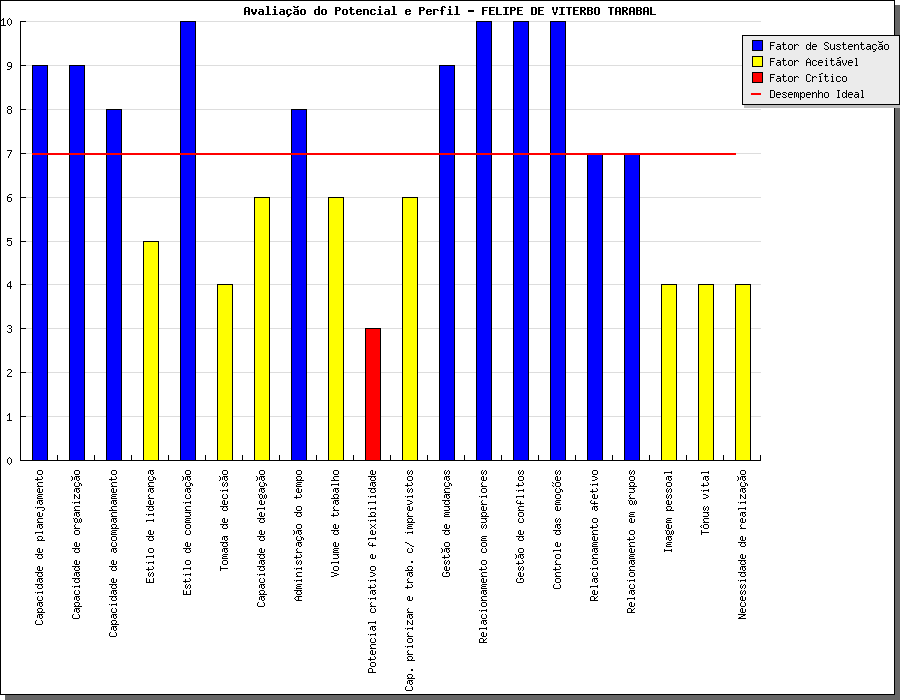 Avaliação do Potencial e Perfil - FELIPE DE VITERBO TARABAL
Fator de Sustentação
Fator Aceitável
Fator Crítico
Desempenho Ideal
10
9
8
7
6
5
4
3
2
1
0
Capacidade de planejamento
Capacidade de organização
Capacidade de acompanhamento
Estilo de liderança
Estilo de comunicação
Tomada de decisão
Capacidade de delegação
Administração do tempo
Volume de trabalho
Potencial criativo e flexibilidade
Cap. priorizar e trab. c/ imprevistos
Gestão de mudanças
Relacionamento com superiores
Gestão de conflitos
Controle das emoções
Relacionamento afetivo
Relacionamento em grupos
Imagem pessoal
Tônus vital
Necessidade de realização